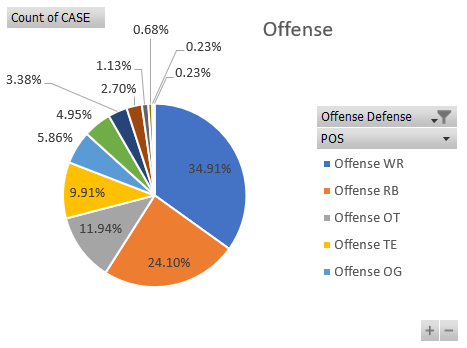 Count of CASE
Offense
0.68%
0.23%
1.13%
0.23%
3.38%
2.70%
4.95%
5.86%
34.91%
9.91%
11.94%
24.10%
Offense Defense
POS
Offense WR
Offense RB
Offense OT
Offense TE
Offense OG
+ −